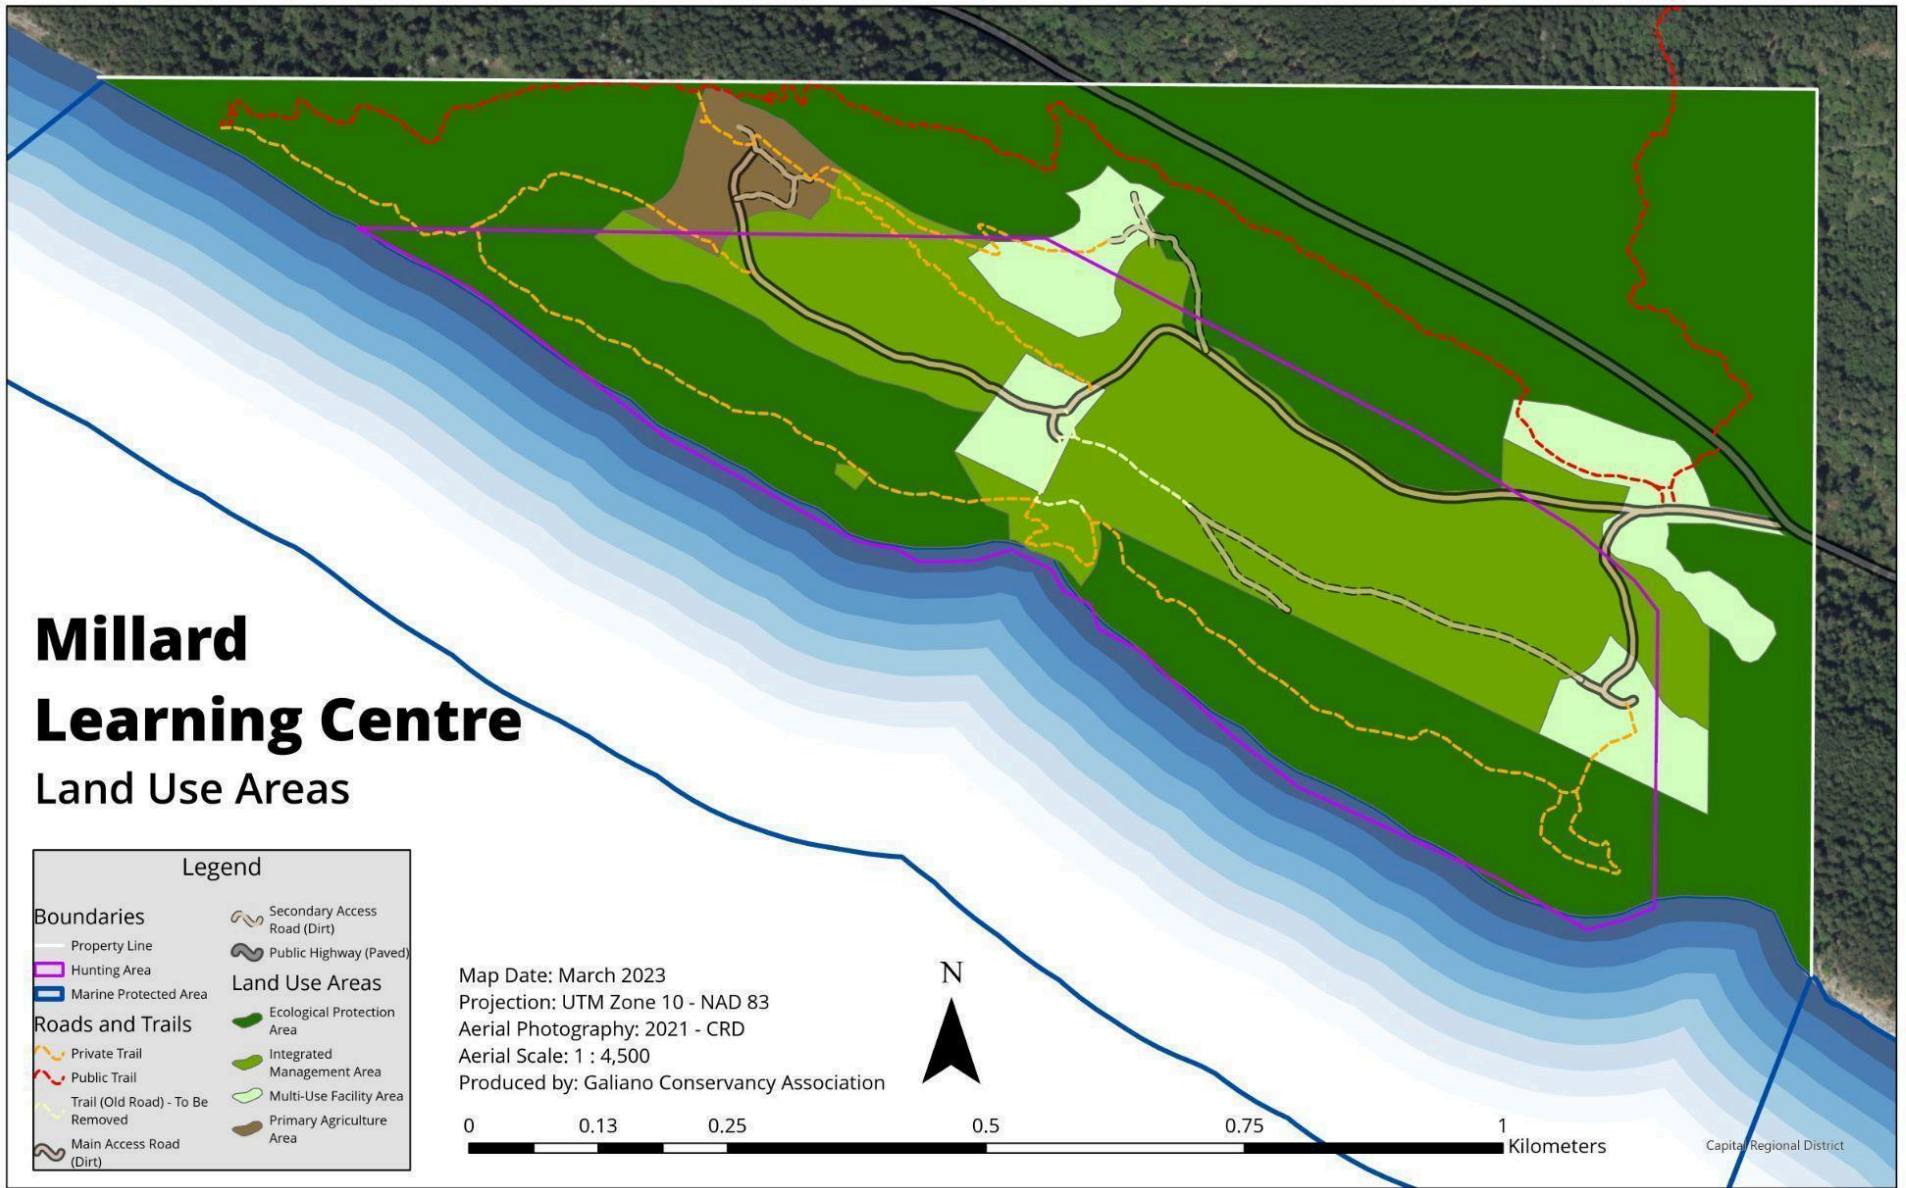 Millard
Learning Centre
Land Use Areas
Legend
Boundaries
Property Line
Hunting Area
Marine Protected Area
Roads and Trails
Private Trail
Public Trail
Trail (Old Road) - To Be
Removed
Main Access Road
(Dirt)
Secondary Access
Road (Dirt)
Public Highway (Paved)
Land Use Areas
Ecological Protection
Area
Integrated
Management Area
Multi-Use Facility Area
Primary Agriculture
Area
Map Date: March 2023
Projection: UTM Zone 10 - NAD 83
Aerial Photography: 2021 - CRD
Aerial Scale: 1 : 4,500
Produced by: Galiano Conservancy Association
N
0 0.13 0.25 0.5 0.75 1
Kilometers
Capital Regional District